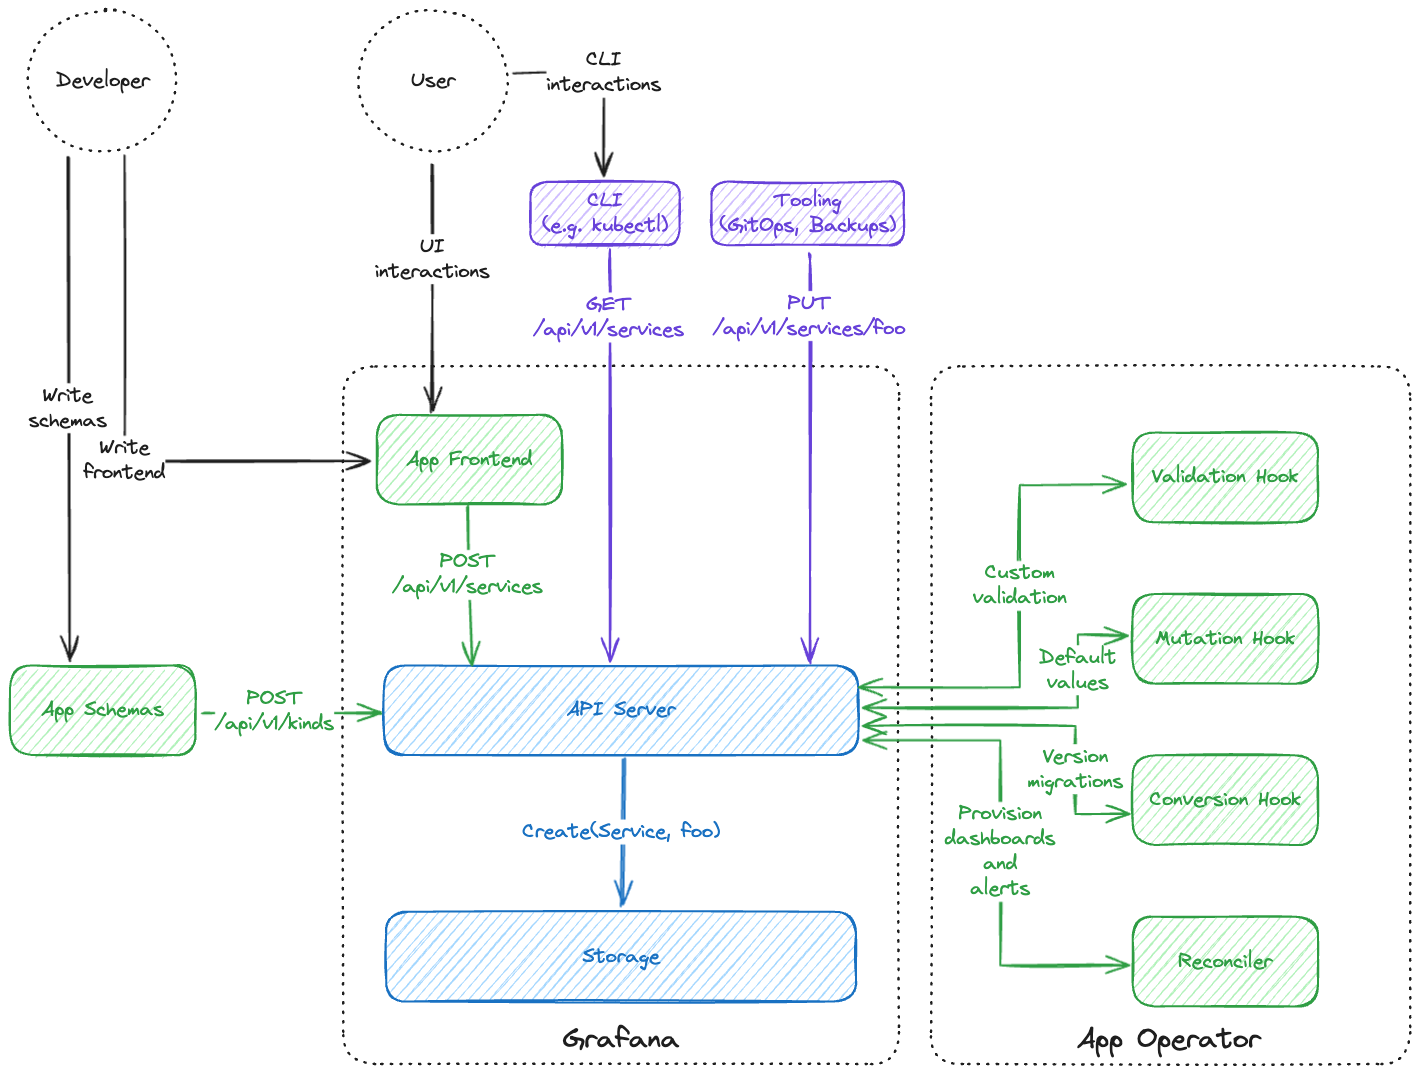 Developer
User
CLI
interactions
CLI
(e.g. kubectl)
Tooling
(GitOps, Backups)
UI
interactions
GET
/api/v1/services
PUT
/api/v1/services/foo
Write
schemas
Write
frontend
App Frontend
POST
/api/v1/services
App Schemas
POST
/api/v1/kinds
API Server
Create(Service, foo)
Storage
Grafana
Validation Hook
Custom
validation
Mutation Hook
Default
values
Version
migrations
Conversion Hook
Provision
dashboards
and
alerts
Reconciler
App Operator